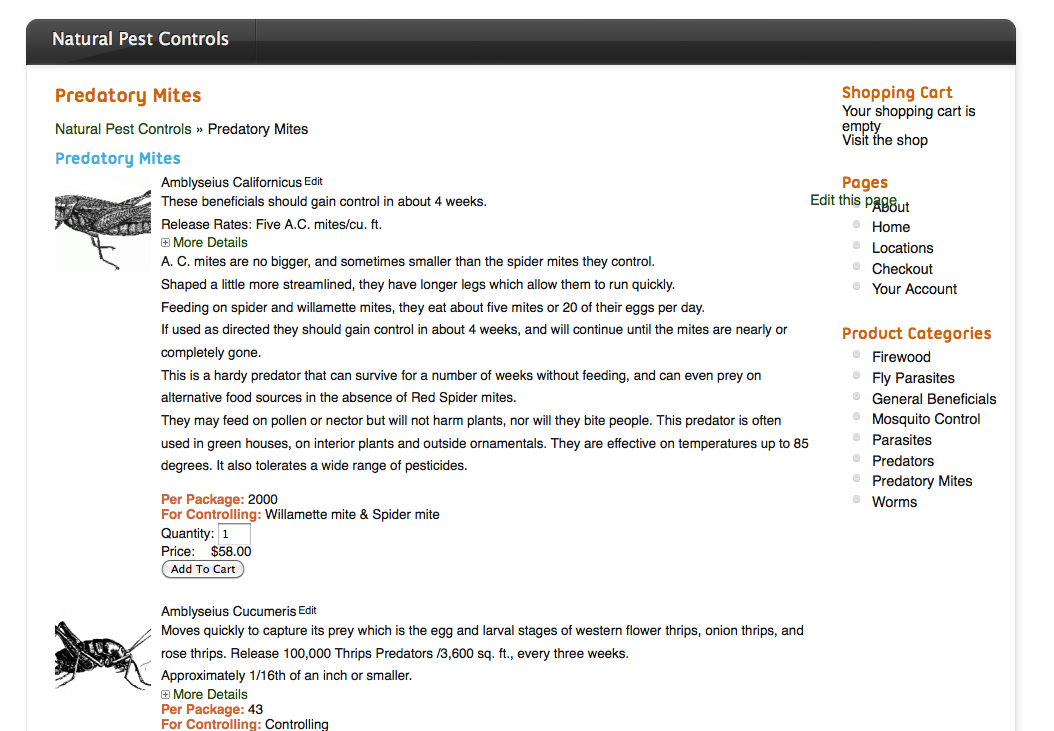 Natural Pest Controls
Predatory Mites
Natural Pest Controls » Predatory Mites
Predatory Mites
Amblyseius Californicus Edit
These beneficials should gain control in about 4 weeks.
Release Rates: Five A.C. mites/cu. ft.
More Details
A. C. mites are no bigger, and sometimes smaller than the spider mites they control.
Shaped a little more streamlined, they have longer legs which allow them to run quickly.
Feeding on spider and willamette mites, they eat about five mites or 20 of their eggs per day.
If used as directed they should gain control in about 4 weeks, and will continue until the mites are nearly or
completely gone.
This is a hardy predator that can survive for a number of weeks without feeding, and can even prey on
alternative food sources in the absence of Red Spider mites.
They may feed on pollen or nector but will not harm plants, nor will they bite people. This predator is often
used in green houses, on interior plants and outside ornamentals. They are effective on temperatures up to 85
degrees. It also tolerates a wide range of pesticides.
Per Package: 2000
For Controlling: Willamette mite & Spider mite
Quantity: 1
Price: $58.00
Add To Cart
Amblyseius Cucumeris Edit
Moves quickly to capture its prey which is the egg and larval stages of western flower thrips, onion thrips, and
rose thrips. Release 100,000 Thrips Predators /3,600 sq. ft., every three weeks.
Approximately 1/16th of an inch or smaller.
More Details
Per Package: 43
For Controlling: Controlling
Shopping Cart
Your shopping cart is
empty
Visit the shop
Pages
Edit this page
About
Home
Locations
Checkout
Your Account
Product Categories
Firewood
Fly Parasites
General Beneficials
Mosquito Control
Parasites
Predators
Predatory Mites
Worms